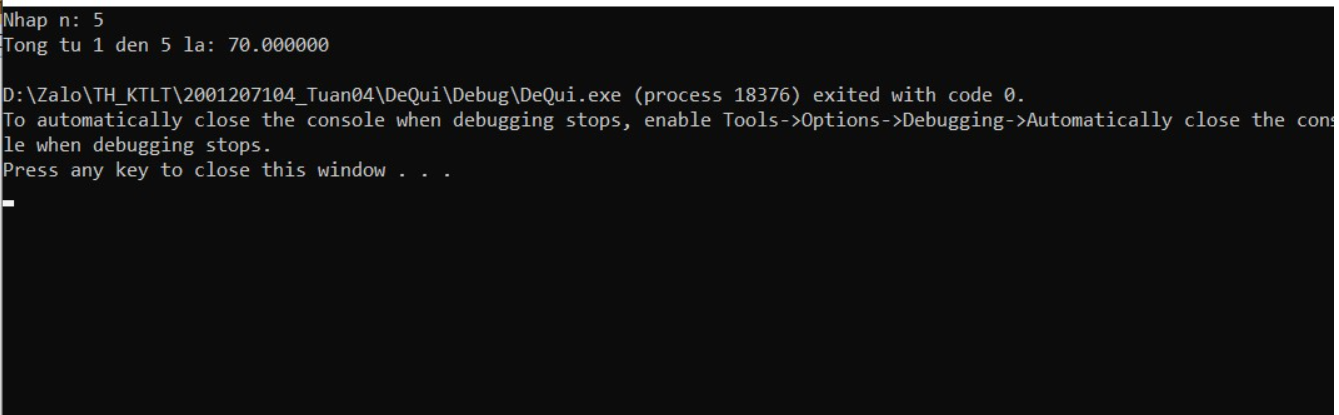 Nhap n: 5
Tong tu 1 den 5 la: 70.000000
D:\Zalo\TH_KTLT\2001207104_Tuan04\DeQui\Debug\DeQui.exe (process 18376) exited with code 0.
To automatically close the console when debugging stops, enable Tools->Options->Debugging->Automatically close the cons
le when debugging stops.
Press any key to close this window . . .